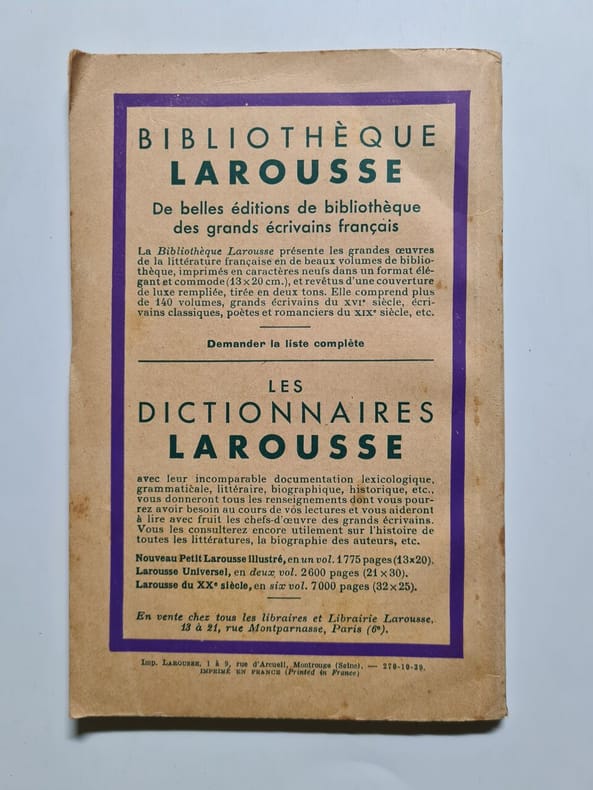 BIBLIOTHÈQUE
LAROUSSE
De belles éditions de bibliothèque
des grands écrivains français
La Bibliothèque Larousse présente les grandes œuvres
de la littérature française en de beaux volumes de biblio-
thèque, imprimés en caractères neufs dans un format élé-
gant et commode (13 × 20 cm.), et revêtus d'une couverture
de luxe rempliée, tirée en deux tons. Elle comprend plus
de 140 volumes, grands écrivains du XVIe siècle, écri-
vains classiques, poètes et romanciers du XIXe siècle, etc.
Demander la liste complète
LES
DICTIONNAIRES
LAROUSSE
avec leur incomparable documentation lexicologique,
grammaticale, littéraire, biographique, historique, etc.,
vous donneront tous les renseignements dont vous pour-
rez avoir besoin au cours de vos lectures et vous aideront
à lire avec fruit les chefs-d'œuvre des grands écrivains.
Vous les consulterez encore utilement sur l'histoire de
toutes les littératures, la biographie des auteurs, etc.
Nouveau Petit Larousse illustré, en un vol. 1775 pages (13×20).
Larousse Universel, en deux vol. 2600 pages (21 × 30).
Larousse du XXe siècle, en six vol. 7000 pages (32 × 25).
En vente chez tous les libraires et Librairie Larousse,
13 à 21, rue Montparnasse, Paris (6e).
Imp. LAROUSSE, 1 à 9, rue d'Arcueil, Montrouge (Seine). — 270-10-39.
IMPRIMÉ EN FRANCE (Printed in France)